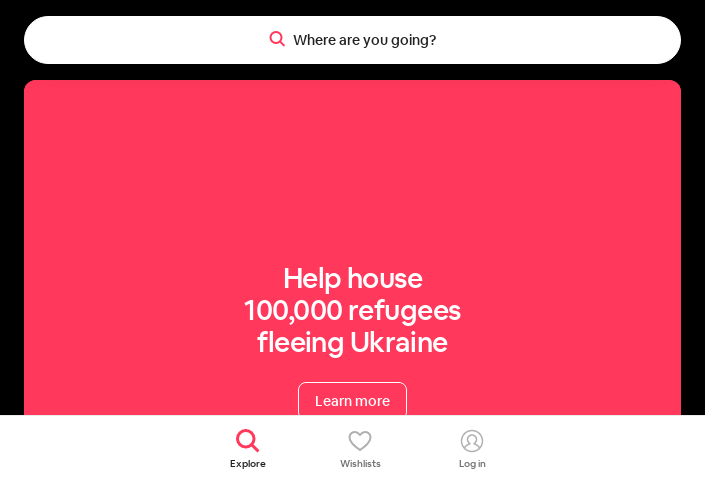 Where are you going?
Help house
100,000 refugees
fleeing Ukraine
Learn more
Explore
Wishlists
Log in